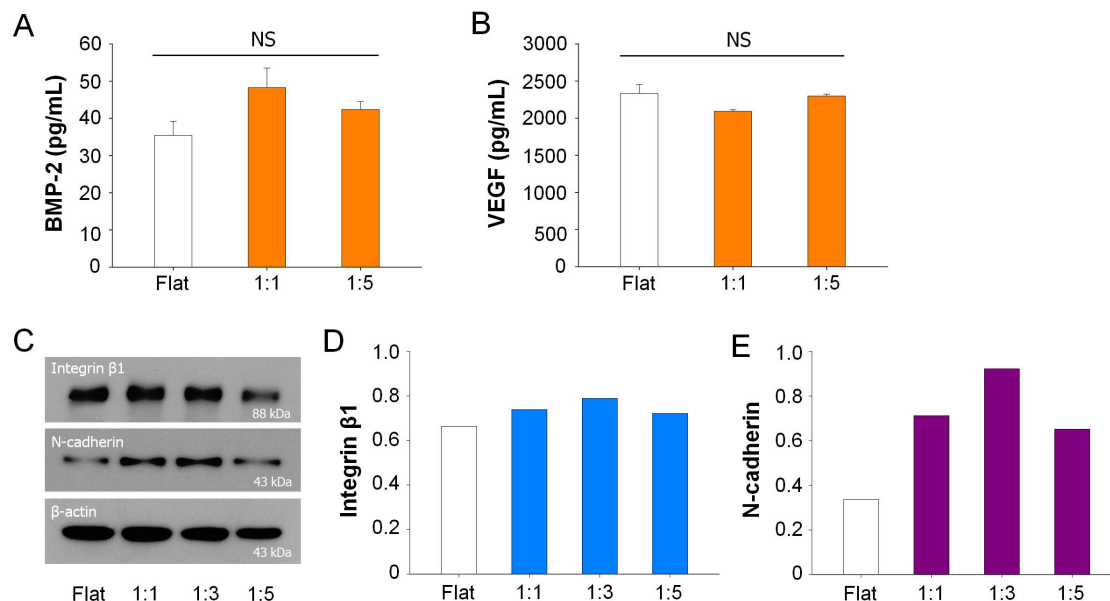 A
BMP-2 (pg/mL)
60
50
40
30
20
10
0
NS
Flat 1:1 1:5
B
VEGF (pg/mL)
3000
2500
2000
1500
1000
500
0
NS
Flat 1:1 1:5
C
Integrin β1
88 kDa
N-cadherin
43 kDa
β-actin
43 kDa
Flat 1:1 1:3 1:5
D
Integrin β1
1.0
0.8
0.6
0.4
0.2
0
Flat 1:1 1:3 1:5
E
N-cadherin
1.0
0.8
0.6
0.4
0.2
0
Flat 1:1 1:3 1:5